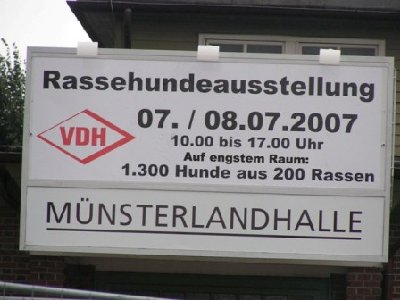 Rassehundeausstellung
VDH
07. / 08.07.2007
10.00 bis 17.00 Uhr
Auf engstem Raum:
1.300 Hunde aus 200 Rassen
MÜNSTERLANDHALLE